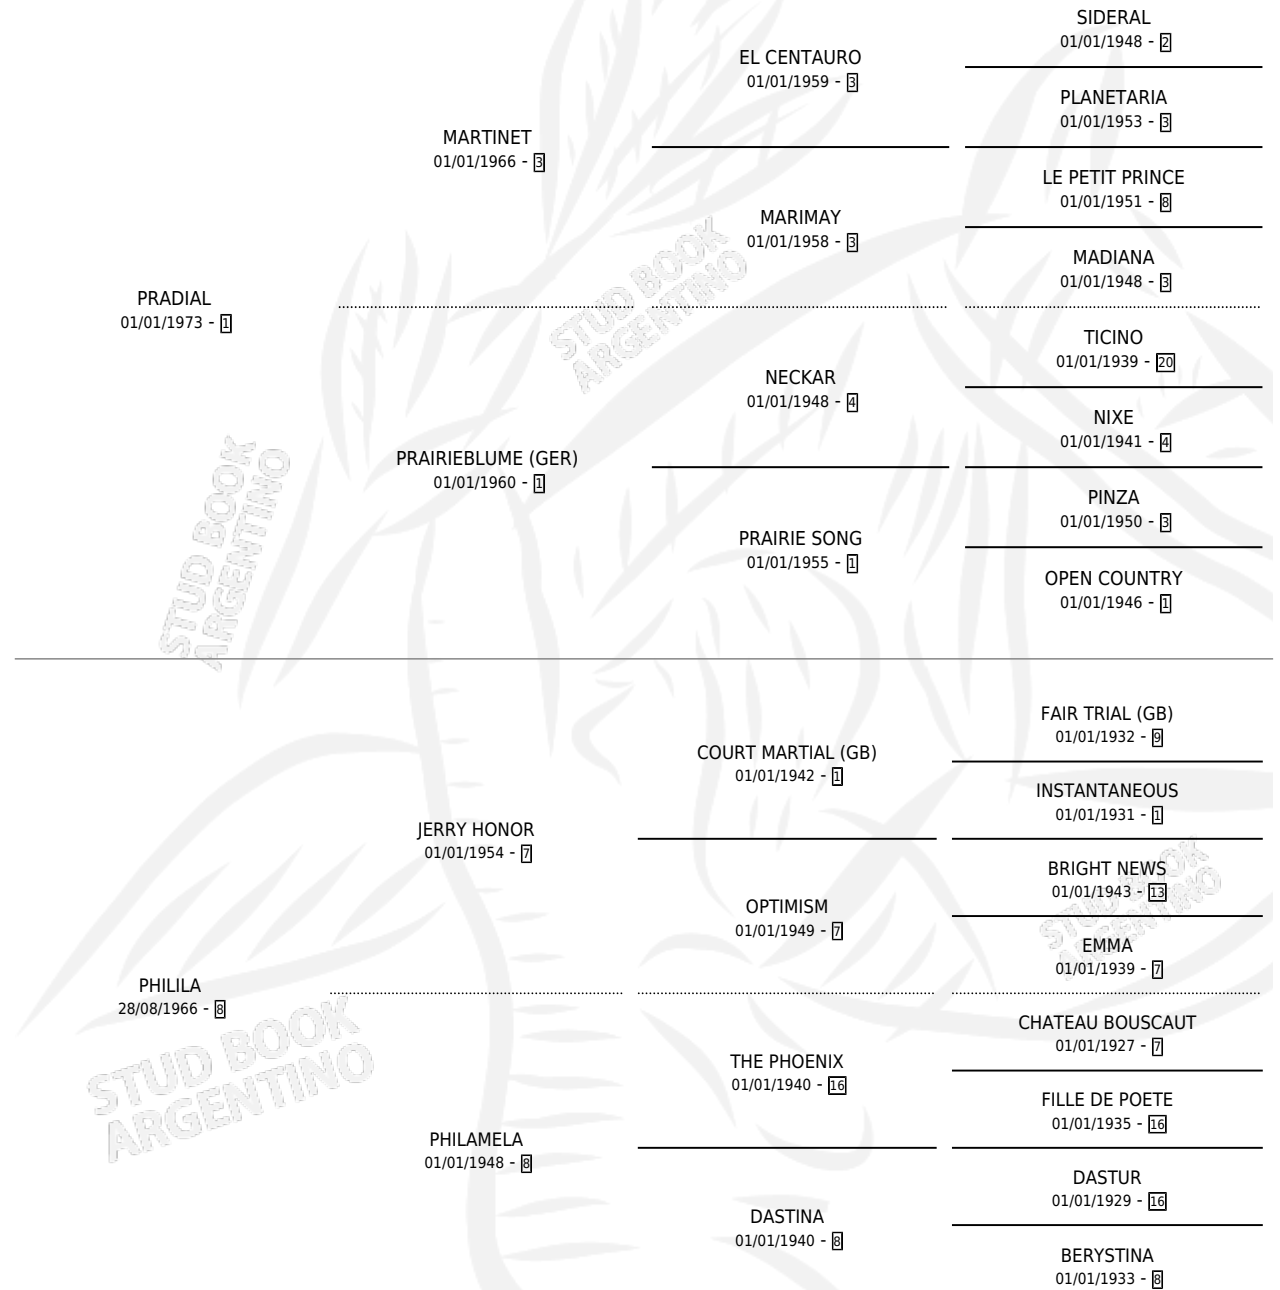 SIDERAL
01/01/1948 - 2
EL CENTAURO
01/01/1959 - 3
PLANETARIA
01/01/1953 - 3
MARTINET
01/01/1966 - 3
LE PETIT PRINCE
01/01/1951 - 8
MARIMAY
01/01/1958 - 3
MADIANA
01/01/1948 - 3
PRADIAL
01/01/1973 - 1
TICINO
01/01/1939 - 20
NECKAR
01/01/1948 - 4
NIXE
01/01/1941 - 4
PRAIRIEBLUME (GER)
01/01/1960 - 1
PINZA
01/01/1950 - 3
PRAIRIE SONG
01/01/1955 - 1
OPEN COUNTRY
01/01/1946 - 1
STUD BOOK
ARGENTINO
STUD BOOK
ARGENTINO
FAIR TRIAL (GB)
01/01/1932 - 9
COURT MARTIAL (GB)
01/01/1942 - 1
INSTANTANEOUS
01/01/1931 - 1
JERRY HONOR
01/01/1954 - 7
BRIGHT NEWS
01/01/1943 - 13
OPTIMISM
01/01/1949 - 7
EMMA
01/01/1939 - 7
PHILILA
28/08/1966 - 8
CHATEAU BOUSCAUT
01/01/1927 - 7
THE PHOENIX
01/01/1940 - 16
FILLE DE POETE
01/01/1935 - 16
PHILAMELA
01/01/1948 - 8
DASTUR
01/01/1929 - 16
DASTINA
01/01/1940 - 8
BERYSTINA
01/01/1933 - 8
STUD BOOK
ARGENTINO
STUD BOOK
ARGENTINO